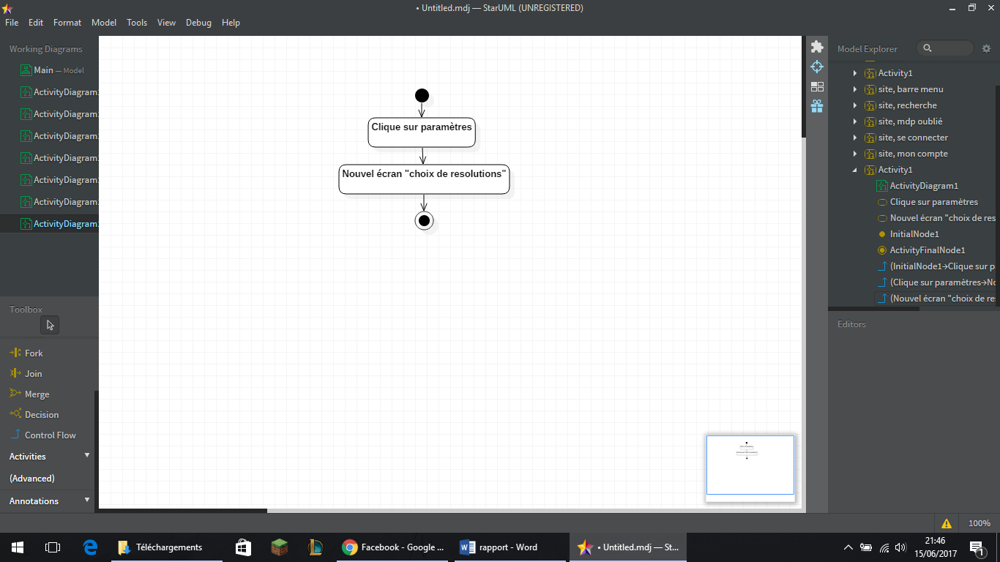 • Untitled.mdj — StarUML (UNREGISTERED)
File Edit Format Model Tools View Debug Help
Working Diagrams
Main — Model
ActivityDiagram1
ActivityDiagram1
ActivityDiagram1
ActivityDiagram1
ActivityDiagram1
ActivityDiagram1
ActivityDiagram1
Toolbox
Fork
Join
Merge
Decision
Control Flow
Activities
(Advanced)
Annotations
Clique sur paramètres
Nouvel écran "choix de resolutions"
Model Explorer
Activity1
site, barre menu
site, recherche
site, mdp oublié
site, se connecter
site, mon compte
Activity1
ActivityDiagram1
Clique sur paramètres
Nouvel écran "choix de res
InitialNode1
ActivityFinalNode1
(InitialNode1→Clique sur p
(Clique sur paramètres→No
(Nouvel écran "choix de re
Editors
100%
Téléchargements
Facebook - Google ...
rapport - Word
• Untitled.mdj — St...
21:46
15/06/2017
1